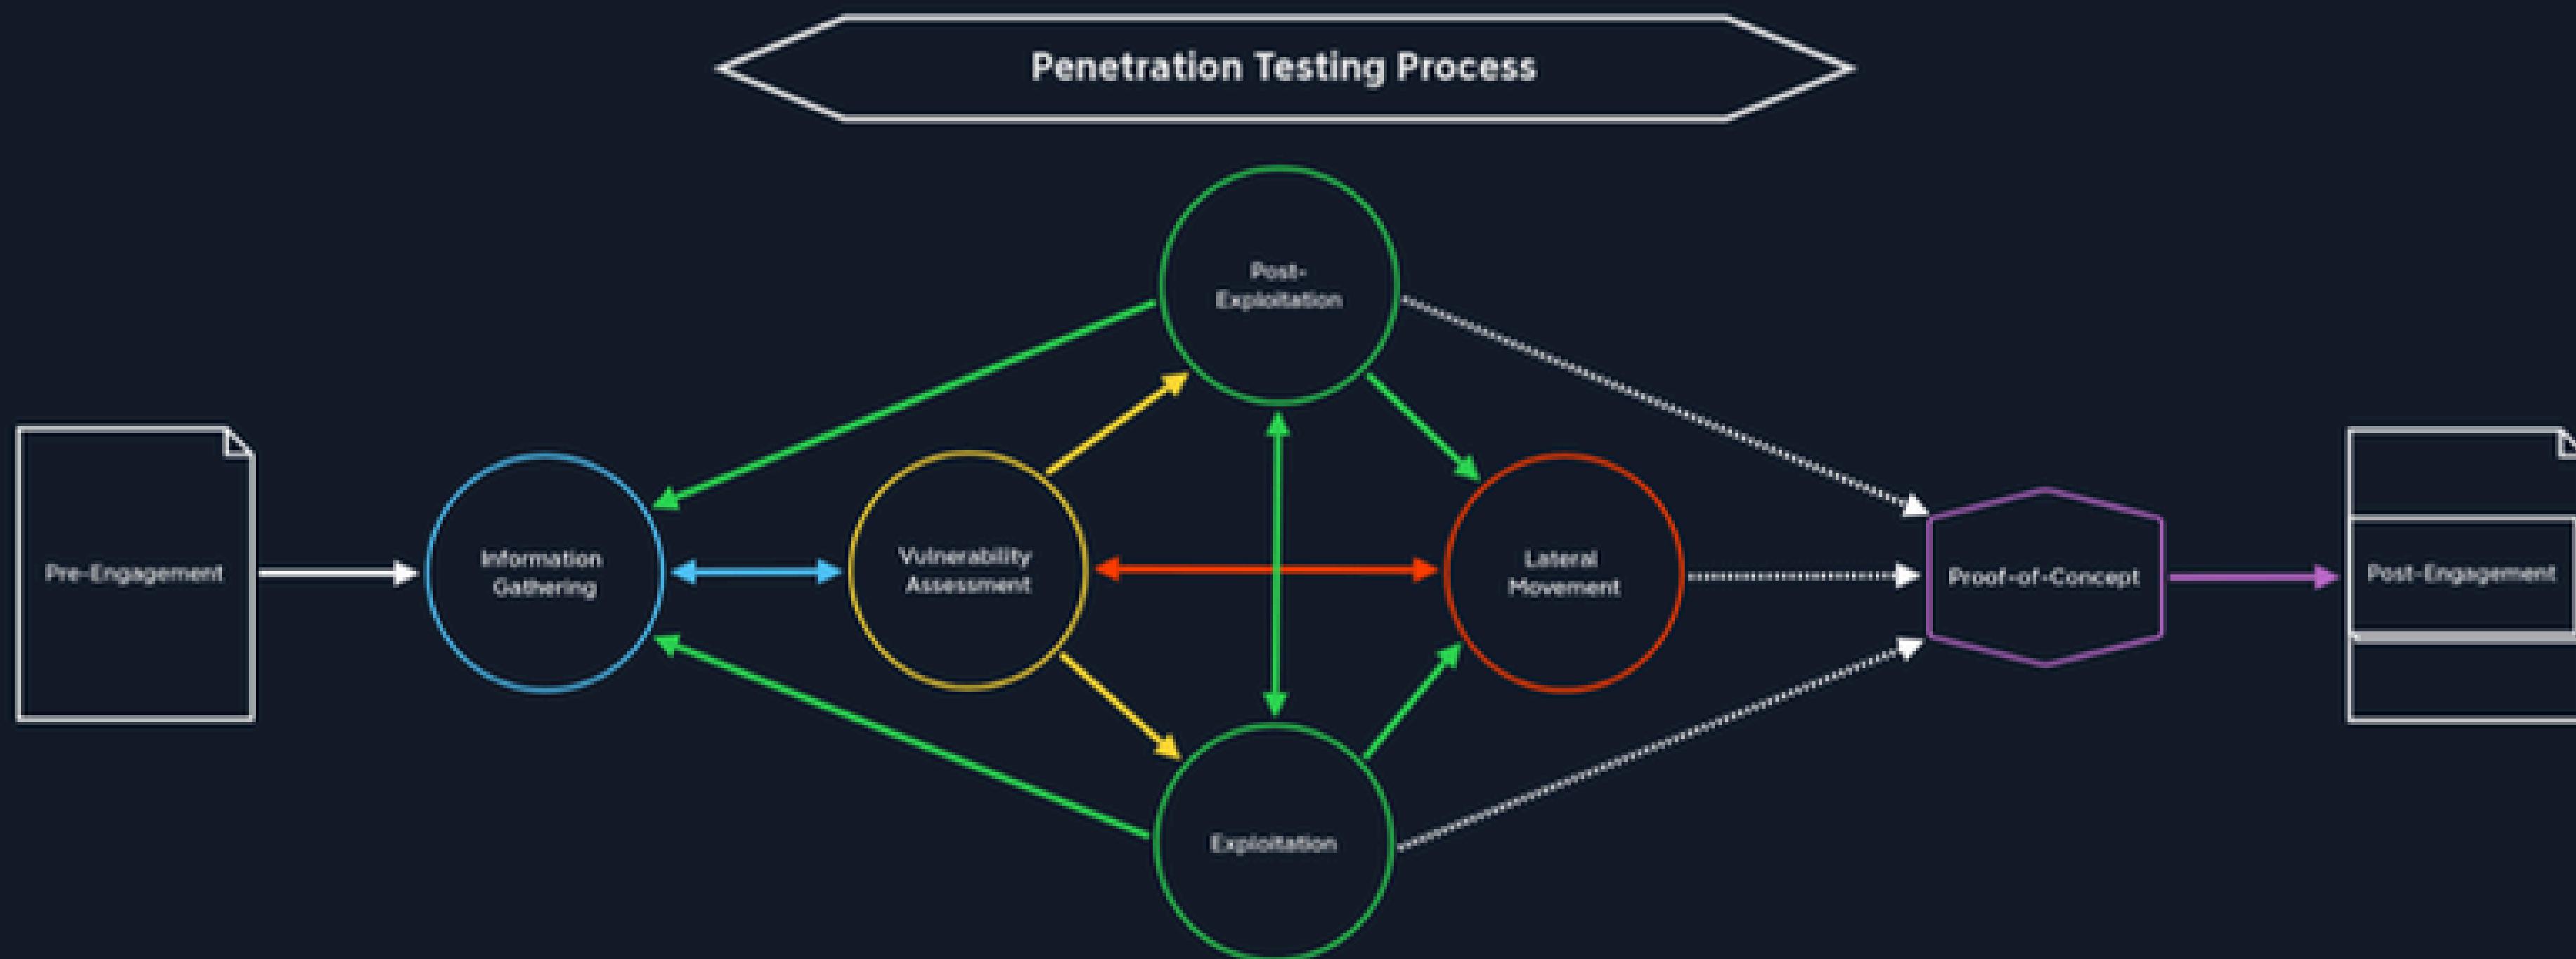 Penetration Testing Process
Post-
Exploitation
Pre-Engagement
Information
Gathering
Vulnerability
Assessment
Lateral
Movement
Proof-of-Concept
Post-Engagement
Exploitation